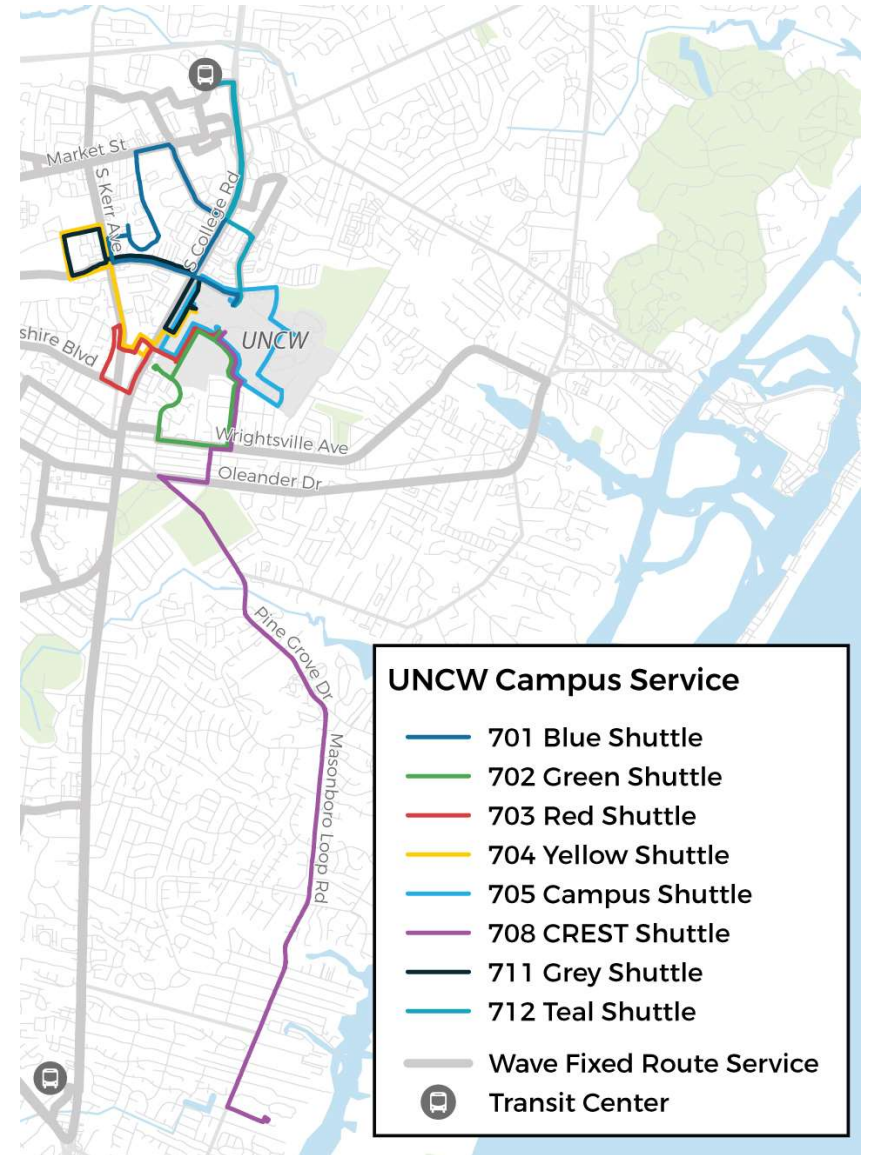 Market St
S Kerr Ave
S College Rd
UNCW
shire Blvd
Wrightsville Ave
Oleander Dr
Pine Grove Dr
Masonboro Loop Rd
UNCW Campus Service
701 Blue Shuttle
702 Green Shuttle
703 Red Shuttle
704 Yellow Shuttle
705 Campus Shuttle
708 CREST Shuttle
711 Grey Shuttle
712 Teal Shuttle
Wave Fixed Route Service
Transit Center